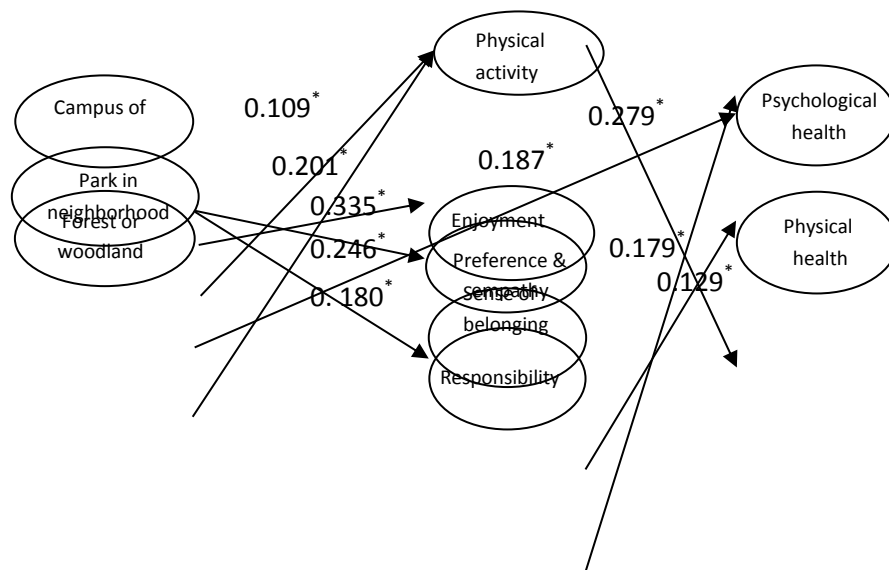 Physical
activity
Campus of
0.109*
0.279*
Psychological
health
0.201*
0.187*
Park in
neighborhood
Forest or
woodland
0.335*
0.246*
0. 180*
Enjoyment
Preference &
sempathy
sense of
belonging
Responsibility
0.179*
0.129*
Physical
health